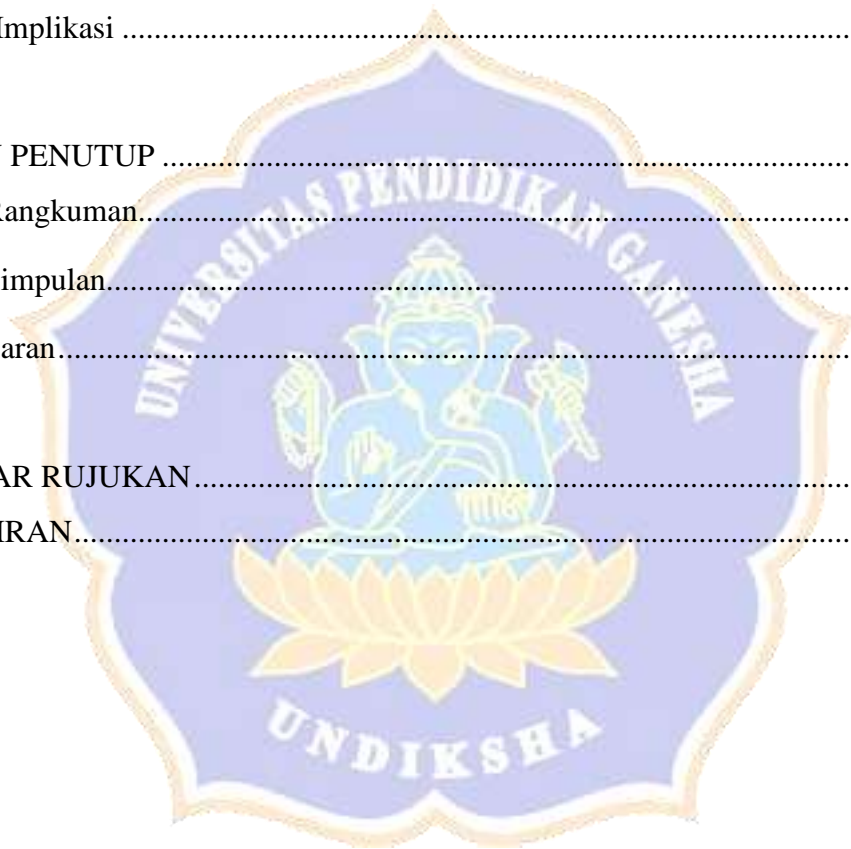 Implikasi ..........................................................................................
PENUTUP .....................................................................................
Rangkuman.........................................................................................
impulan.............................................................................................
aran...................................................................................................
AR RUJUKAN..................................................................................
IRAN.................................................................................................
UNIVERSITAS PENDIDIKAN GANESHA
UNDIKSHA